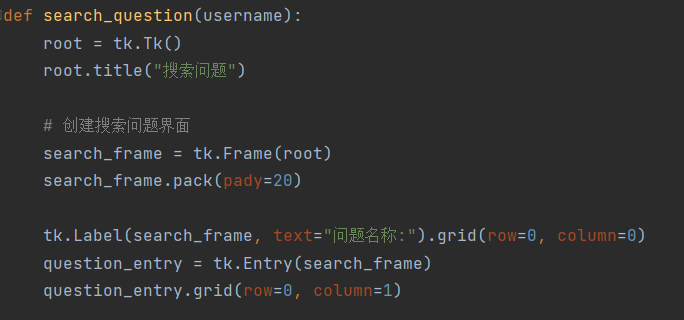 def search_question(username):
    root = tk.Tk()
    root.title("搜索问题")

    # 创建搜索问题界面
    search_frame = tk.Frame(root)
    search_frame.pack(pady=20)

    tk.Label(search_frame, text="问题名称:").grid(row=0, column=0)
    question_entry = tk.Entry(search_frame)
    question_entry.grid(row=0, column=1)